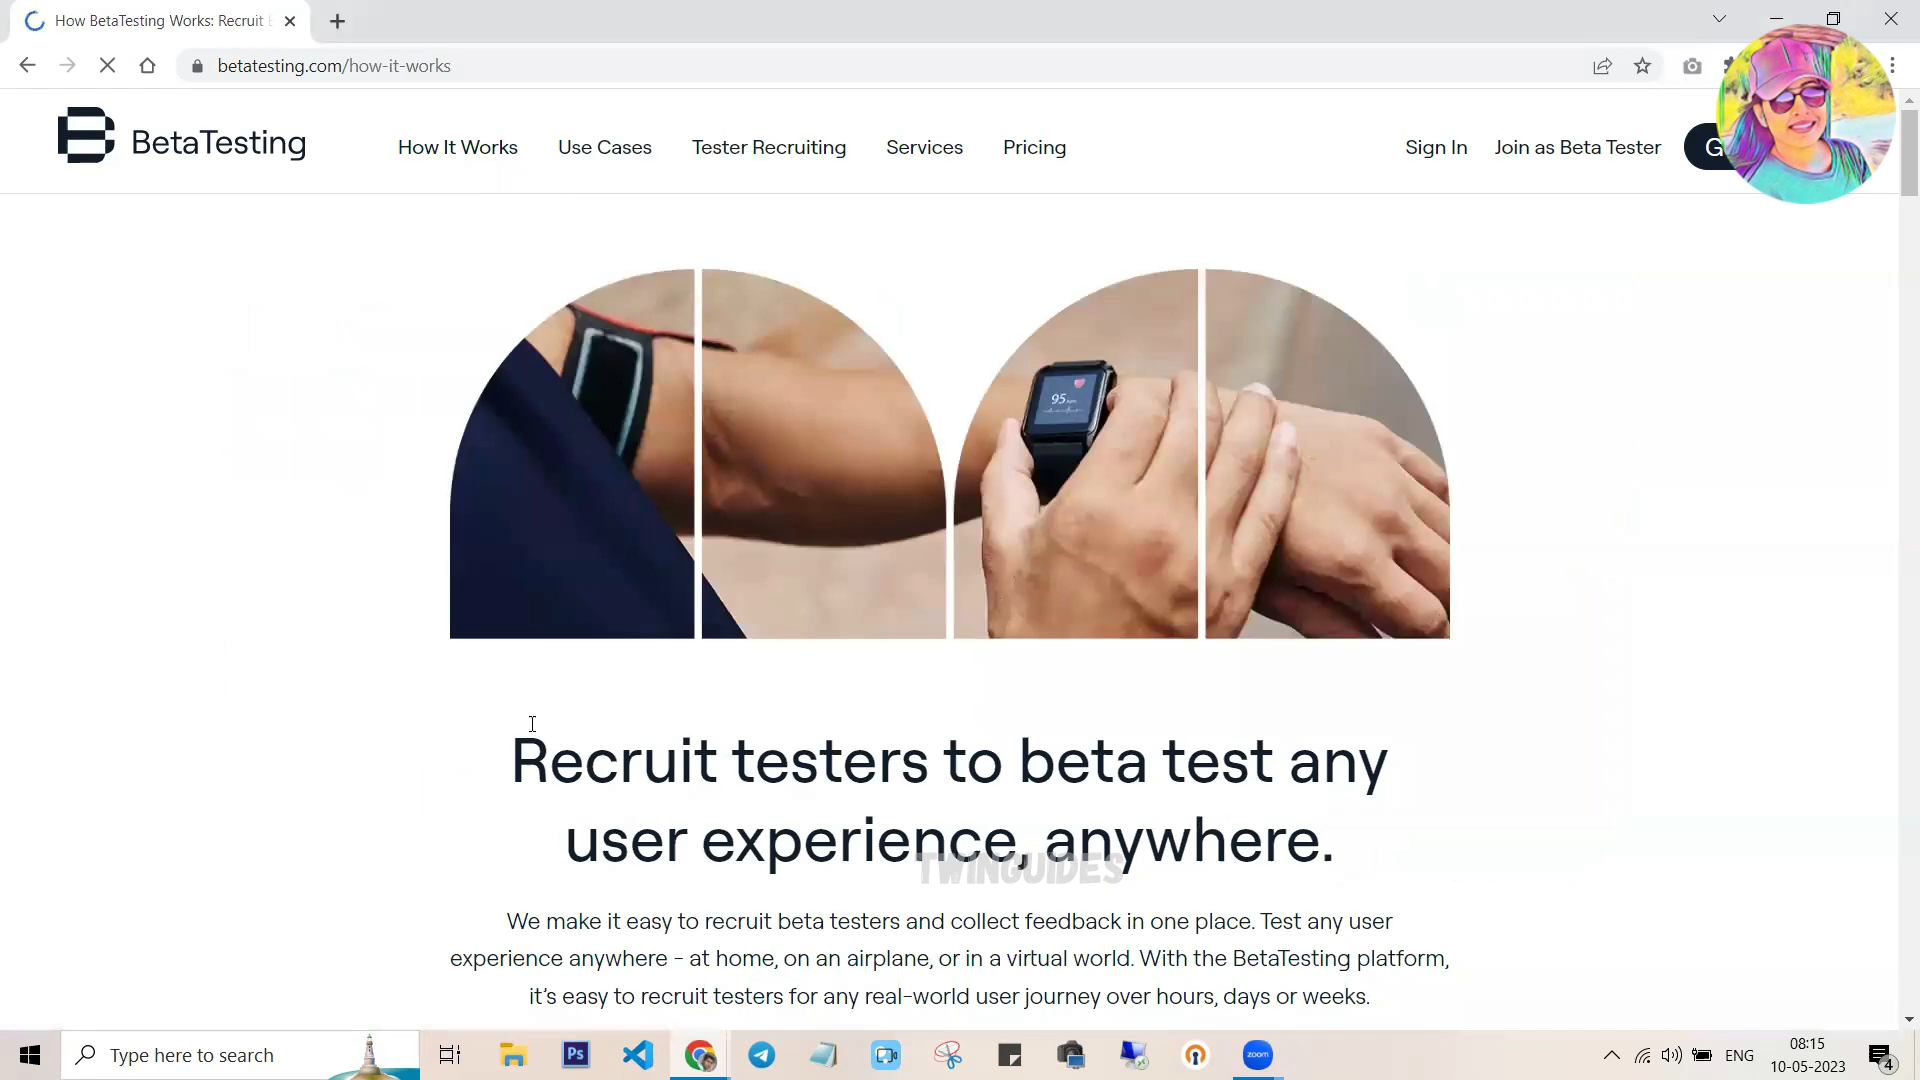 How BetaTesting Works: Recruit
betatesting.com/how-it-works
BetaTesting
How It Works
Use Cases
Tester Recruiting
Services
Pricing
Sign In
Join as Beta Tester
95
Recruit testers to beta test any
user experience, anywhere.
TWINGUIDES
We make it easy to recruit beta testers and collect feedback in one place. Test any user
experience anywhere - at home, on an airplane, or in a virtual world. With the BetaTesting platform,
it's easy to recruit testers for any real-world user journey over hours, days or weeks.
Type here to search
Ps
zoom
ENG
08:15
10-05-2023
4